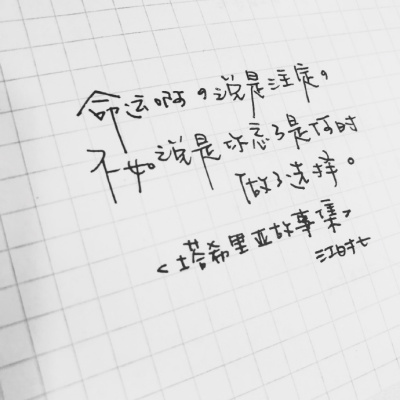 命运啊，说是注定。
不如说是你忘了是何时
做了选择。
<塔希里亚故事集>
江时七